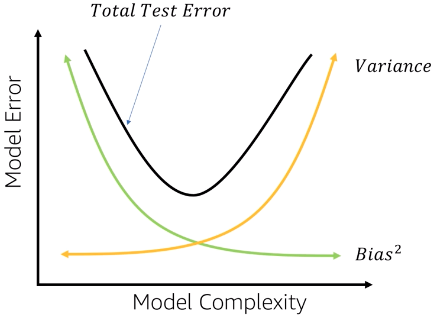 Total Test Error
Variance
Model Error
Bias²
Model Complexity